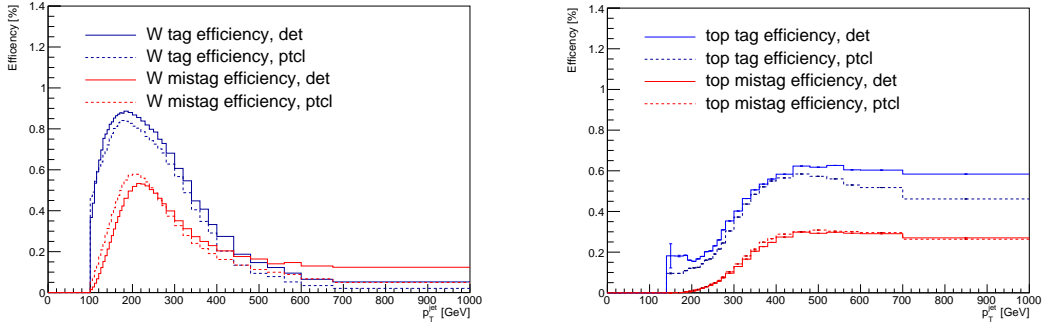 Efficency [%]
1.4
1.2
1
0.8
0.6
0.4
0.2
0
W tag efficiency, det
W tag efficiency, ptcl
W mistag efficiency, det
W mistag efficiency, ptcl
0 100 200 300 400 500 600 700 800 900 1000
p_T^jet [GeV]
Efficency [%]
1.4
1.2
1
0.8
0.6
0.4
0.2
0
top tag efficiency, det
top tag efficiency, ptcl
top mistag efficiency, det
top mistag efficiency, ptcl
0 100 200 300 400 500 600 700 800 900 1000
p_T^jet [GeV]